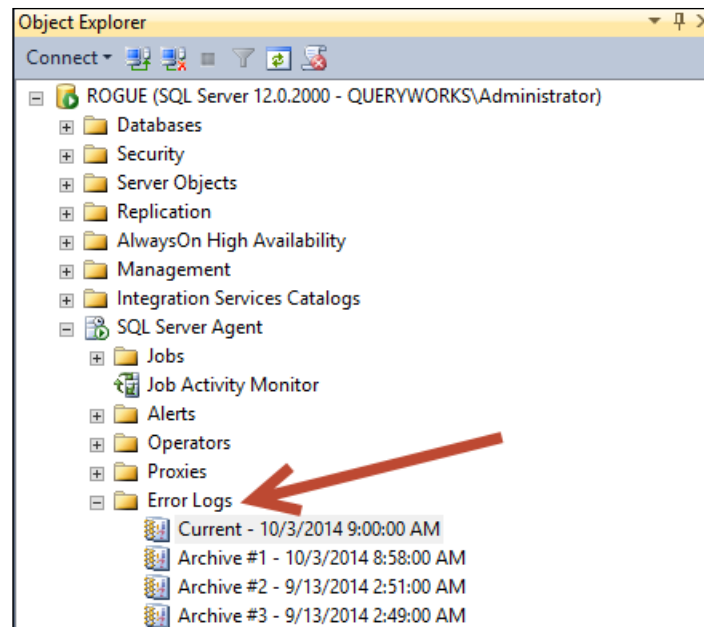 Object Explorer
Connect
ROGUE (SQL Server 12.0.2000 - QUERYWORKS\Administrator)
Databases
Security
Server Objects
Replication
AlwaysOn High Availability
Management
Integration Services Catalogs
SQL Server Agent
Jobs
Job Activity Monitor
Alerts
Operators
Proxies
Error Logs
Current - 10/3/2014 9:00:00 AM
Archive #1 - 10/3/2014 8:58:00 AM
Archive #2 - 9/13/2014 2:51:00 AM
Archive #3 - 9/13/2014 2:49:00 AM